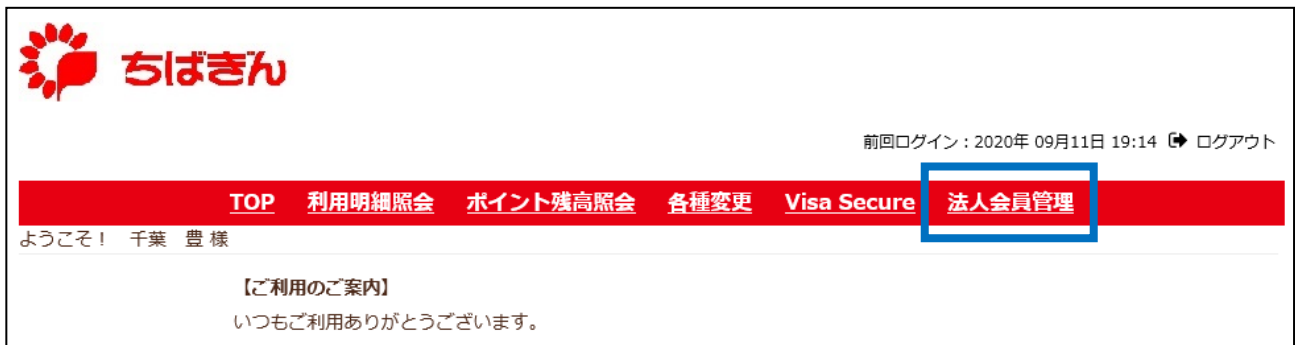 ちばぎん
前回ログイン：2020年 09月11日 19:14 ログアウト
TOP 利用明細照会 ポイント残高照会 各種変更 Visa Secure 法人会員管理
ようこそ！ 千葉 豊 様
【ご利用のご案内】
いつもご利用ありがとうございます。